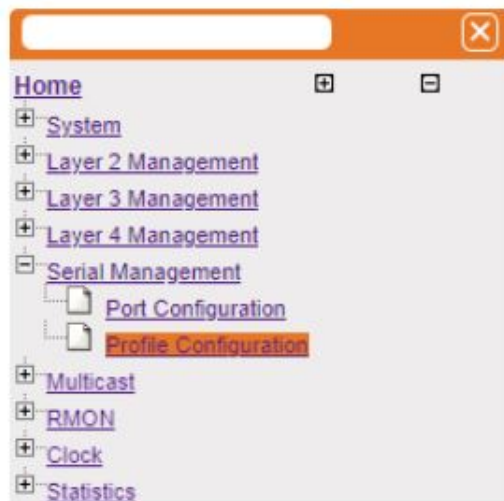 Home
System
Layer 2 Management
Layer 3 Management
Layer 4 Management
Serial Management
Port Configuration
Profile Configuration
Multicast
RMON
Clock
Statistics